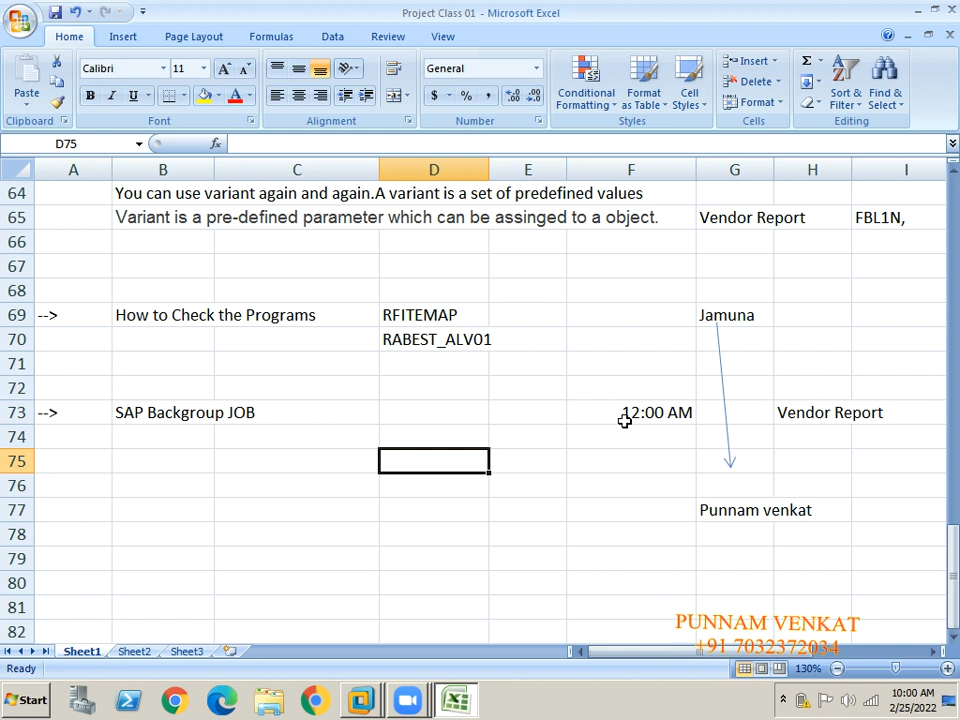 Project Class 01 - Microsoft Excel
Home Insert Page Layout Formulas Data Review View
Calibri 11 General
Paste
Conditional Formatting
Format as Table
Cell Styles
Insert
Delete
Format
Sort & Filter
Find & Select
Clipboard Font Alignment Number Styles Cells Editing
D75 fx
A B C D E F G H I
64 You can use variant again and again.A variant is a set of predefined values
65 Variant is a pre-defined parameter which can be assinged to a object. Vendor Report FBL1N,
66
67
68
69 --> How to Check the Programs RFITEMAP Jamuna
70 RABEST_ALV01
71
72
73 --> SAP Backgroup JOB 12:00 AM Vendor Report
74
75
76
77 Punnam venkat
78
79
80
81
82
PUNNAM VENKAT
+91 7032372034
Sheet1 Sheet2 Sheet3
Ready 130%
Start 10:00 AM
2/25/2022